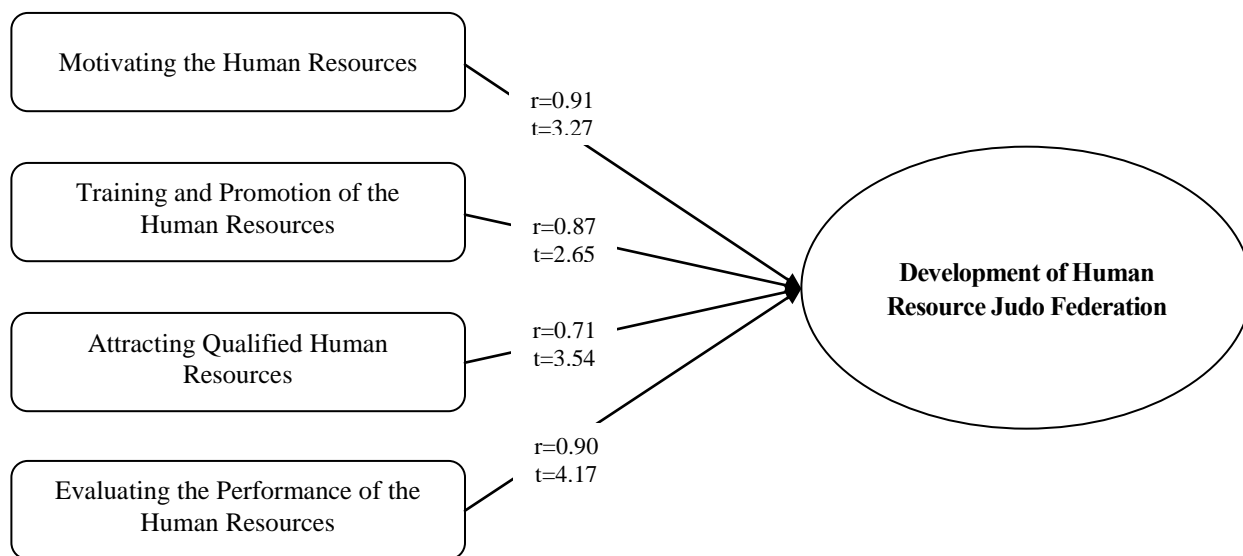 Motivating the Human Resources
r=0.91
t=3.27
Training and Promotion of the
Human Resources
r=0.87
t=2.65
Development of Human
Resource Judo Federation
Attracting Qualified Human
Resources
r=0.71
t=3.54
Evaluating the Performance of the
Human Resources
r=0.90
t=4.17